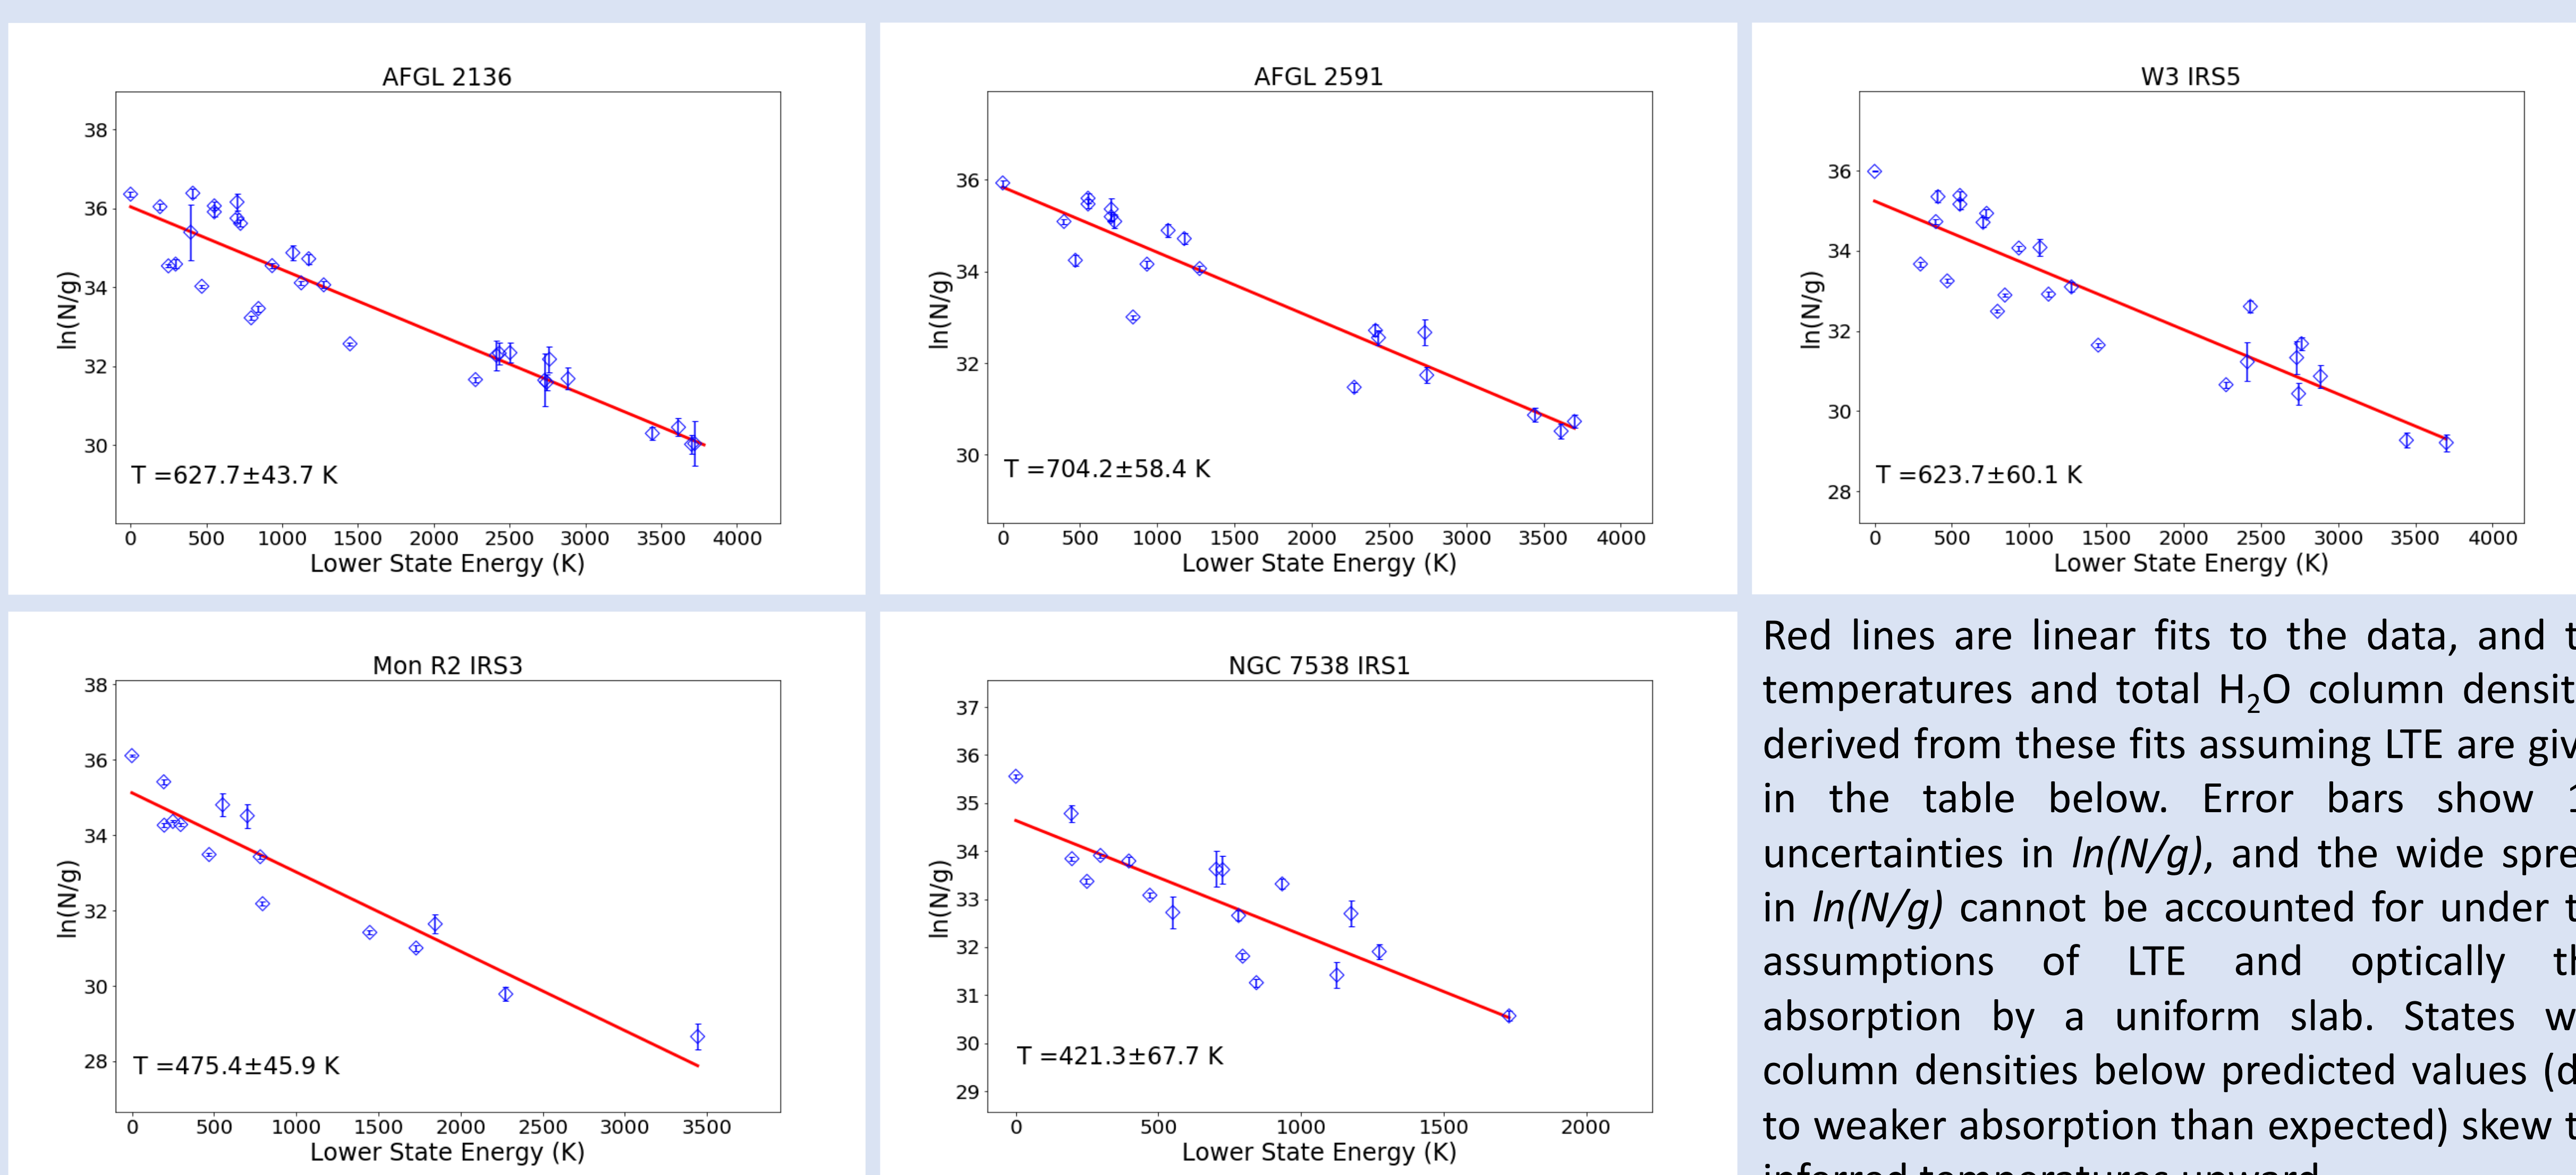 AFGL 2136
38
36
34
32
30
ln(N/g)
T =627.7±43.7 K
0 500 1000 1500 2000 2500 3000 3500 4000
Lower State Energy (K)
AFGL 2591
36
34
32
30
ln(N/g)
T =704.2±58.4 K
0 500 1000 1500 2000 2500 3000 3500 4000
Lower State Energy (K)
W3 IRS5
36
34
32
30
28
ln(N/g)
T =623.7±60.1 K
0 500 1000 1500 2000 2500 3000 3500 4000
Lower State Energy (K)
Mon R2 IRS3
38
36
34
32
30
28
ln(N/g)
T =475.4±45.9 K
0 500 1000 1500 2000 2500 3000 3500
Lower State Energy (K)
NGC 7538 IRS1
37
36
35
34
33
32
31
30
29
ln(N/g)
T =421.3±67.7 K
0 500 1000 1500 2000
Lower State Energy (K)
Red lines are linear fits to the data, and
temperatures and total H₂O column
derived from these fits assuming LTE are
in the table below. Error bars show
uncertainties in ln(N/g), and the wide
in ln(N/g) cannot be accounted for under
assumptions of LTE and optically
absorption by a uniform slab. States
column densities below predicted values
to weaker absorption than expected) skew
inferred temperatures upward